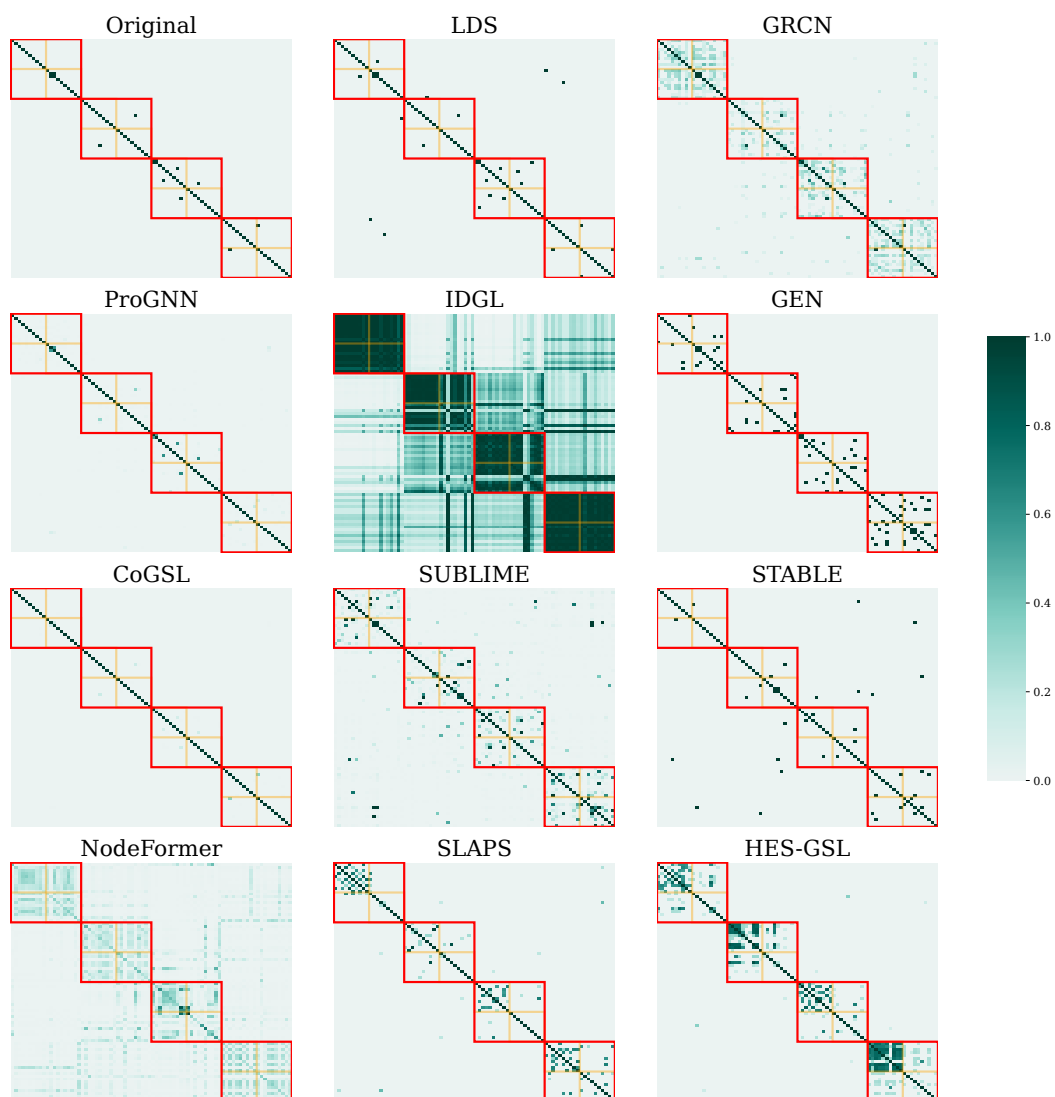 Original LDS GRCN
ProGNN IDGL GEN
1.0
0.8
CoGSL SUBLIME STABLE
0.6
0.4
0.2
0.0
NodeFormer SLAPS HES-GSL